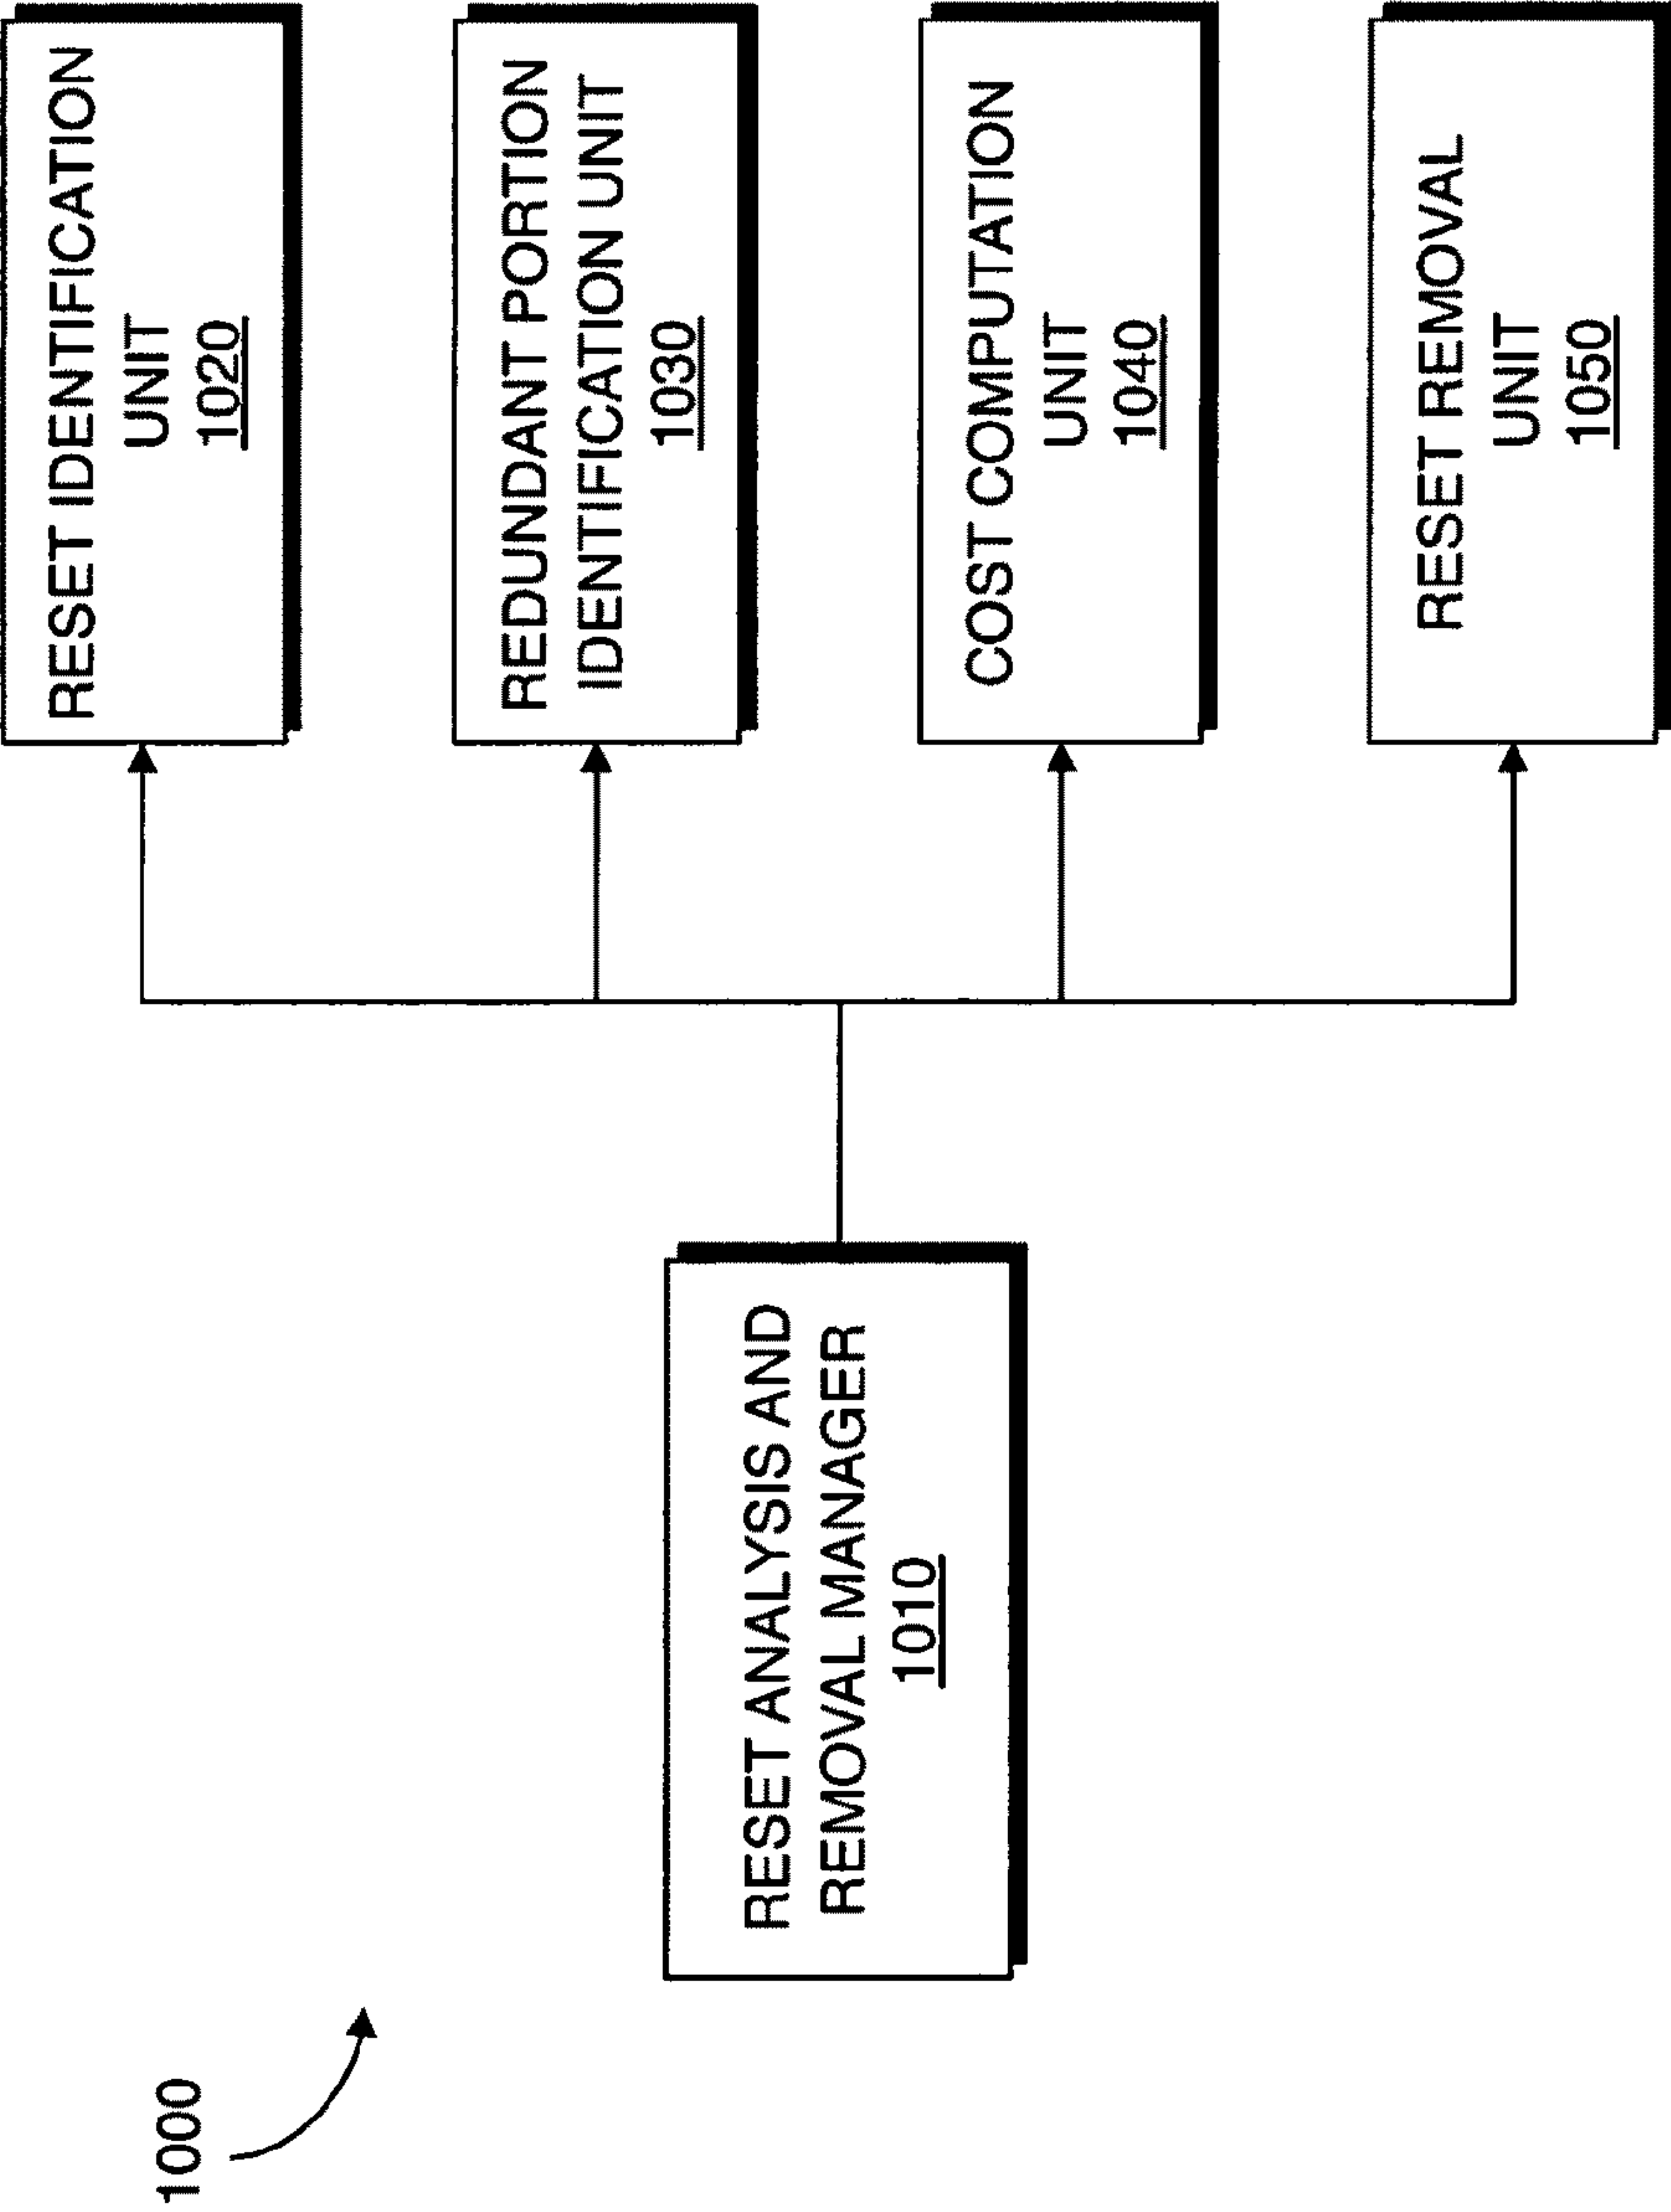 1000
RESET ANALYSIS AND
REMOVAL MANAGER
1010
RESET IDENTIFICATION
UNIT
1020
REDUNDANT PORTION
IDENTIFICATION UNIT
1030
COST COMPUTATION
UNIT
1040
RESET REMOVAL
UNIT
1050